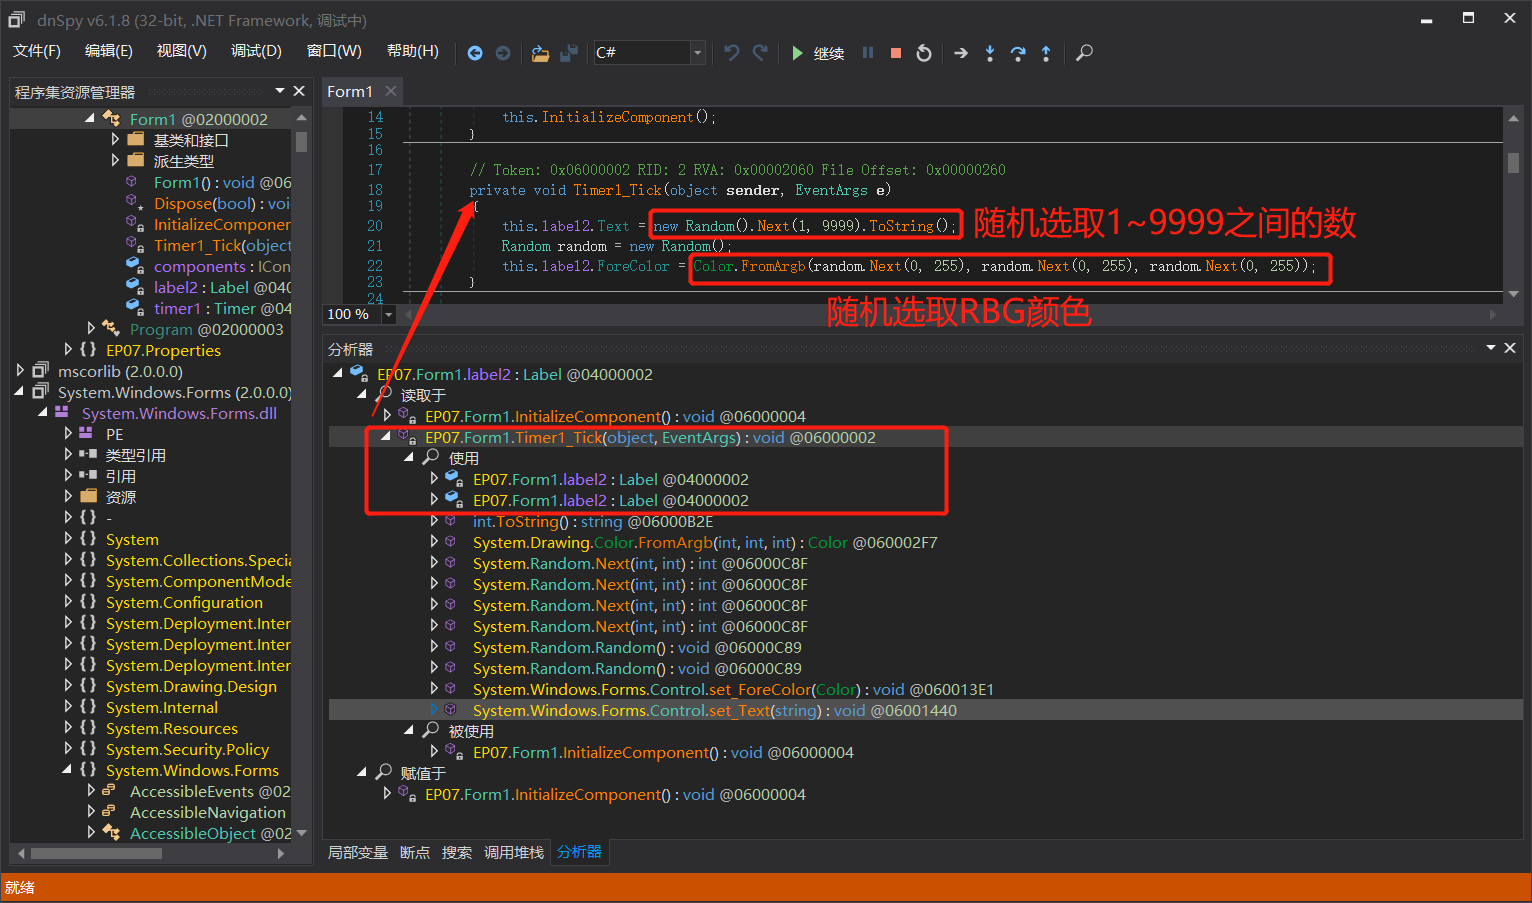 dnSpy v6.1.8 (32-bit, .NET Framework, 调试中)
文件(F) 编辑(E) 视图(V) 调试(D) 窗口(W) 帮助(H) C# 继续
程序集资源管理器
Form1 @02000002
基类和接口
派生类型
Form1() : void @06
Dispose(bool) : voi
InitializeComponen
Timer1_Tick(object
components : ICon
label2 : Label @040
timer1 : Timer @04
Program @02000003
EP07.Properties
mscorlib (2.0.0.0)
System.Windows.Forms (2.0.0.0)
System.Windows.Forms.dll
PE
类型引用
引用
资源
-
System
System.Collections.Specia
System.ComponentMode
System.Configuration
System.Deployment.Inter
System.Deployment.Inter
System.Deployment.Inter
System.Drawing.Design
System.Internal
System.Resources
System.Security.Policy
System.Windows.Forms
AccessibleEvents @02
AccessibleNavigation
AccessibleObject @02
Form1
14 this.InitializeComponent();
15 }
16
17 // Token: 0x06000002 RID: 2 RVA: 0x00002060 File Offset: 0x00000260
18 private void Timer1_Tick(object sender, EventArgs e)
19 {
20 this.label2.Text = new Random().Next(1, 9999).ToString(); 随机选取1~9999之间的数
21 Random random = new Random();
22 this.label2.ForeColor = Color.FromArgb(random.Next(0, 255), random.Next(0, 255), random.Next(0, 255));
23 }
24
100 %
随机选取RBG颜色
分析器
EP07.Form1.label2 : Label @04000002
读取于
EP07.Form1.InitializeComponent() : void @06000004
EP07.Form1.Timer1_Tick(object, EventArgs) : void @06000002
使用
EP07.Form1.label2 : Label @04000002
EP07.Form1.label2 : Label @04000002
int.ToString() : string @06000B2E
System.Drawing.Color.FromArgb(int, int, int) : Color @060002F7
System.Random.Next(int, int) : int @06000C8F
System.Random.Next(int, int) : int @06000C8F
System.Random.Next(int, int) : int @06000C8F
System.Random.Next(int, int) : int @06000C8F
System.Random.Random() : void @06000C89
System.Random.Random() : void @06000C89
System.Windows.Forms.Control.set_ForeColor(Color) : void @060013E1
System.Windows.Forms.Control.set_Text(string) : void @06001440
被使用
EP07.Form1.InitializeComponent() : void @06000004
赋值于
EP07.Form1.InitializeComponent() : void @06000004
局部变量 断点 搜索 调用堆栈 分析器
就绪